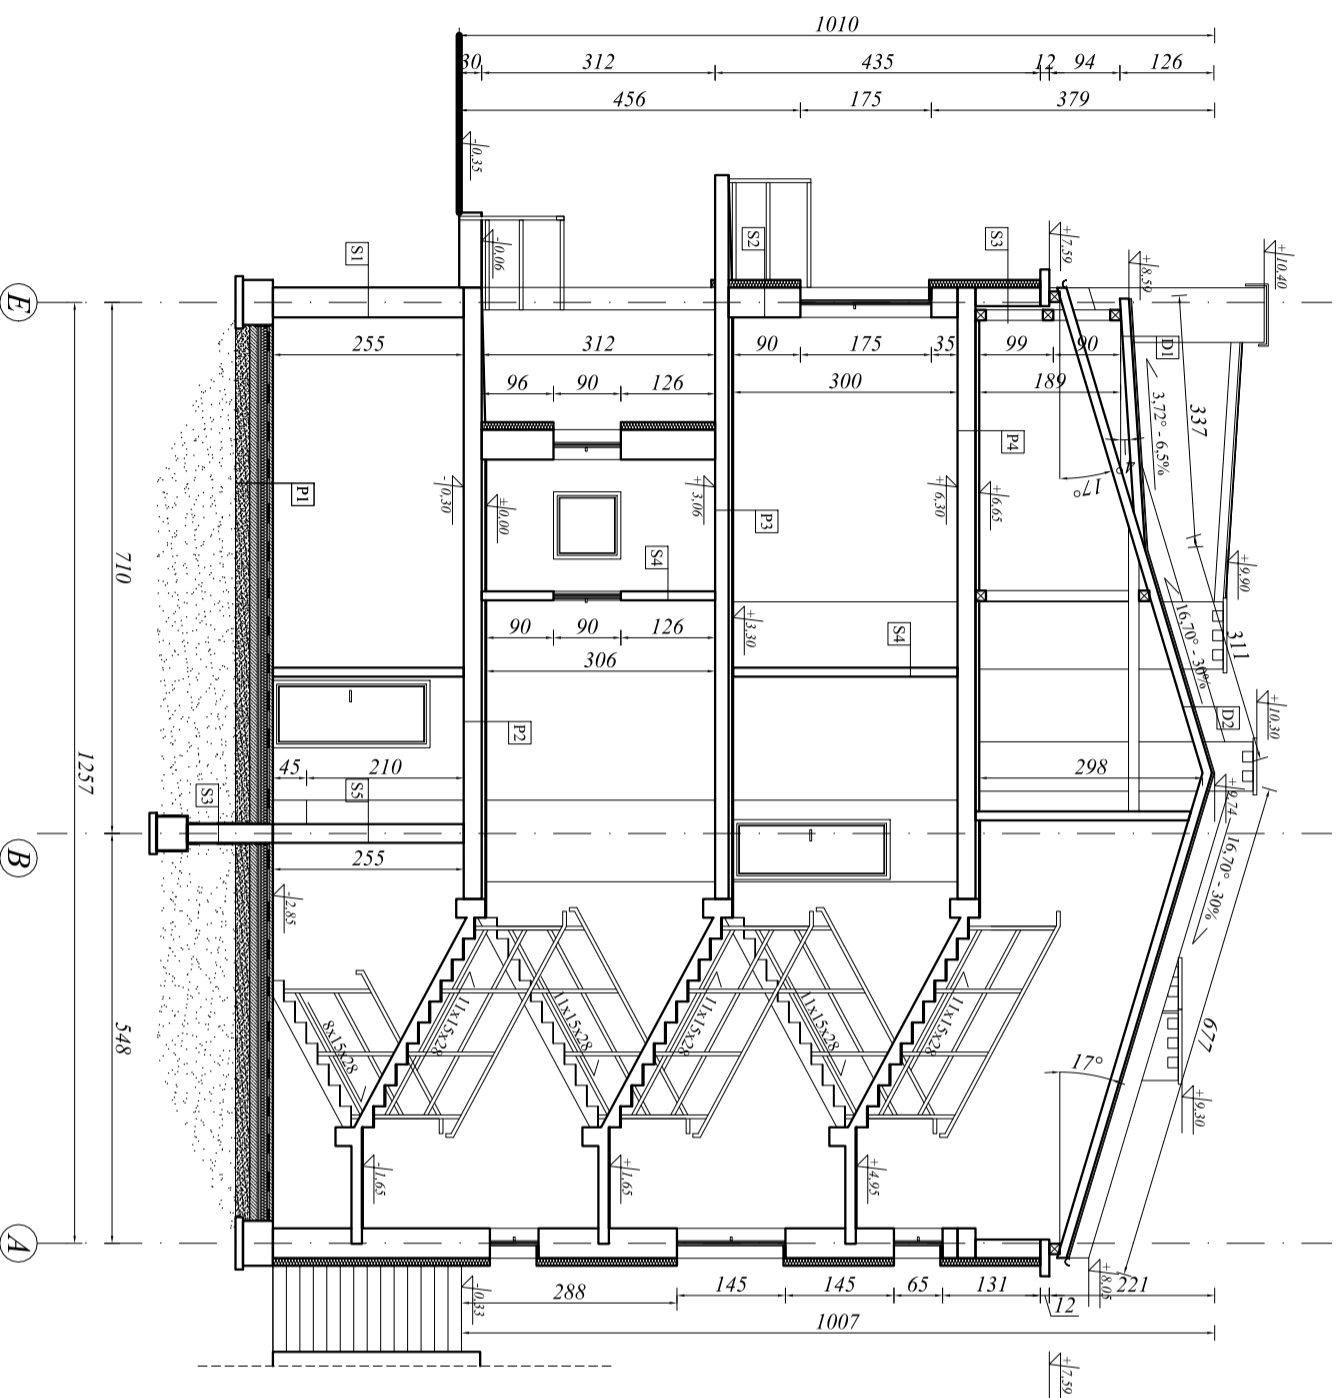 1010
30
312
435
12
94
126
456
175
379
-0,35
-0,06
+7,59
+8,59
+10,40
S1
S2
S3
E
255
312
90
175
35
99
90
D1
96
90
126
300
189
337
3,72° - 6,5%
4°
17°
P4
P1
-0,30
±0,00
+3,06
P3
+6,30
+6,65
+9,90
710
S4
90
90
126
+3,30
S4
311
16,70° - 30%
306
P2
D2
+10,30
1257
45
210
298
S3
S5
+9,74
16,70° - 30%
B
255
-2,85
548
8x15x28
11x15x28
11x15x28
11x15x28
11x15x28
11x15x28
677
17°
+9,30
-1,65
+1,65
+4,95
A
-0,33
288
145
145
65
131
12
+8,05
221
1007
+7,59